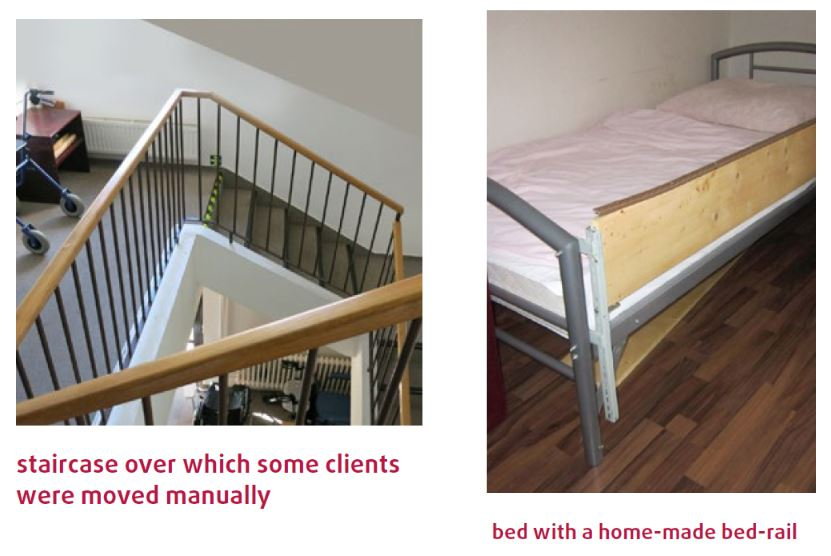 staircase over which some clients
were moved manually
bed with a home-made bed-rail